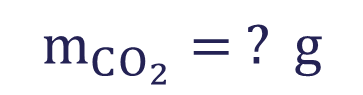 m_CO₂ = ? g